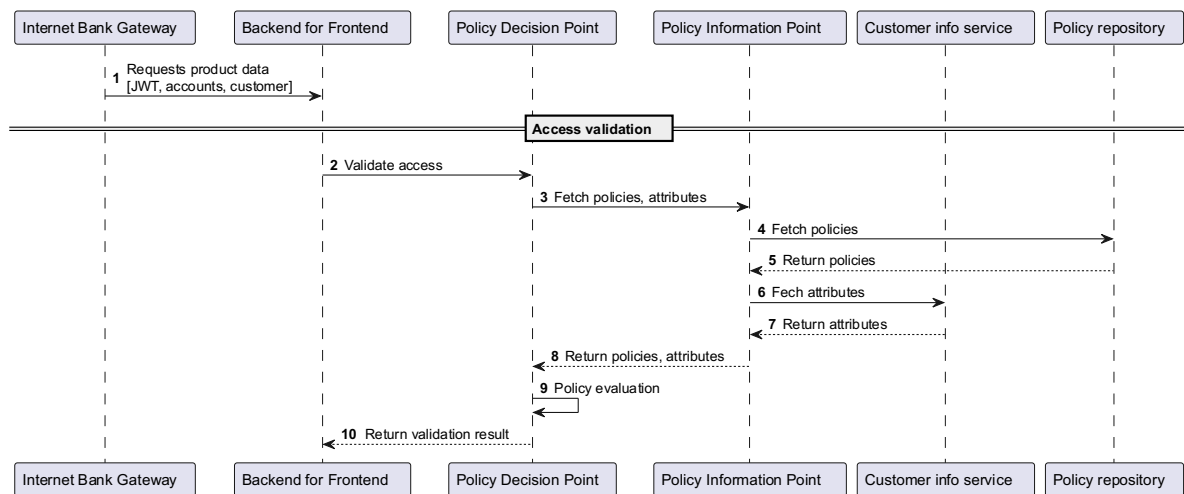 Internet Bank Gateway
Backend for Frontend
Policy Decision Point
Policy Information Point
Customer info service
Policy repository
1 Requests product data
[JWT, accounts, customer]
Access validation
2 Validate access
3 Fetch policies, attributes
4 Fetch policies
5 Return policies
6 Fech attributes
7 Return attributes
8 Return policies, attributes
9 Policy evaluation
10 Return validation result
Internet Bank Gateway
Backend for Frontend
Policy Decision Point
Policy Information Point
Customer info service
Policy repository